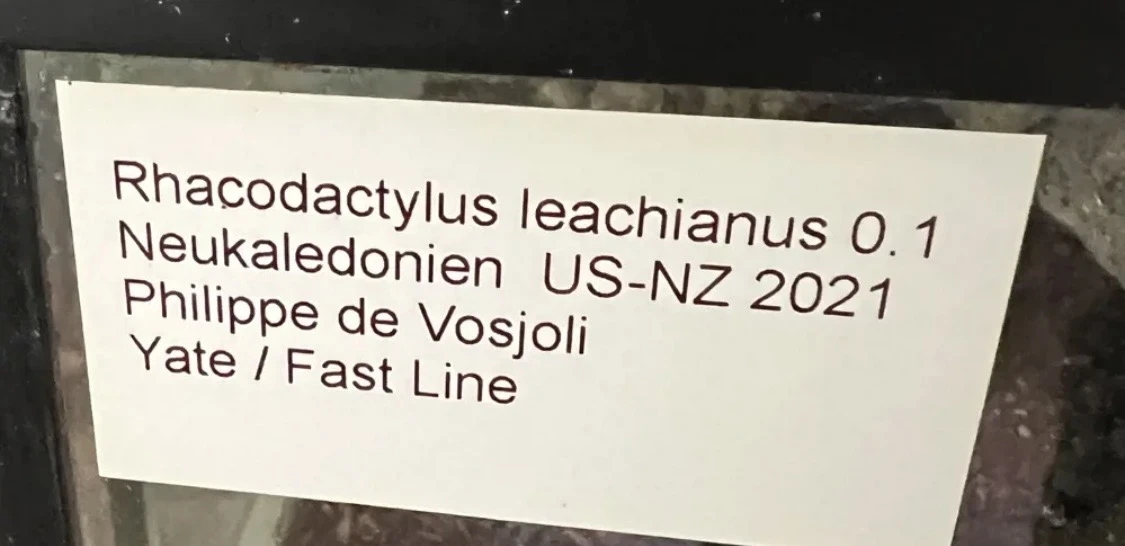 Rhacodactylus leachianus 0.1
Neukaledonien US-NZ 2021
Philippe de Vosjoli
Yate / Fast Line